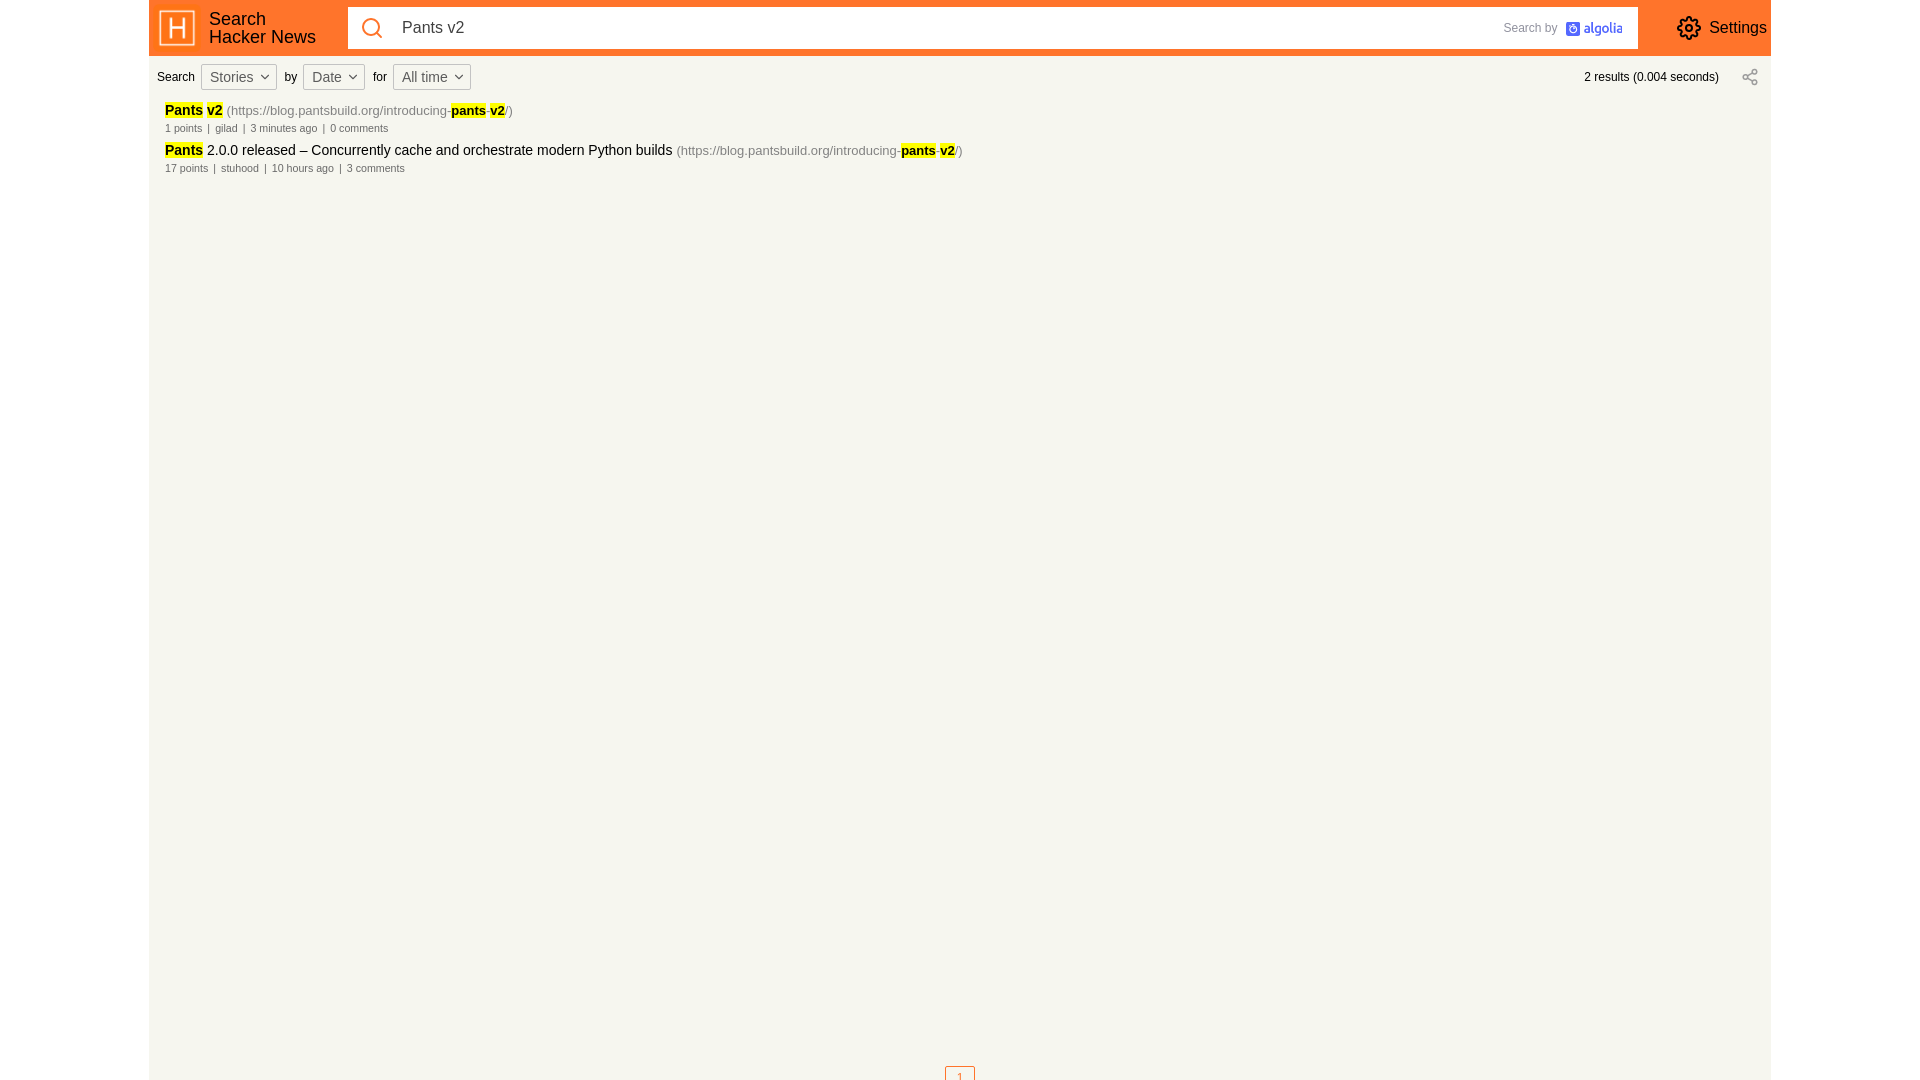 H
Search
Hacker News
Pants v2
Search by algolia
Settings
Search Stories by Date for All time
2 results (0.004 seconds)
Pants v2 (https://blog.pantsbuild.org/introducing-pants-v2/)
1 points | gilad | 3 minutes ago | 0 comments
Pants 2.0.0 released – Concurrently cache and orchestrate modern Python builds (https://blog.pantsbuild.org/introducing-pants-v2/)
17 points | stuhood | 10 hours ago | 3 comments
1